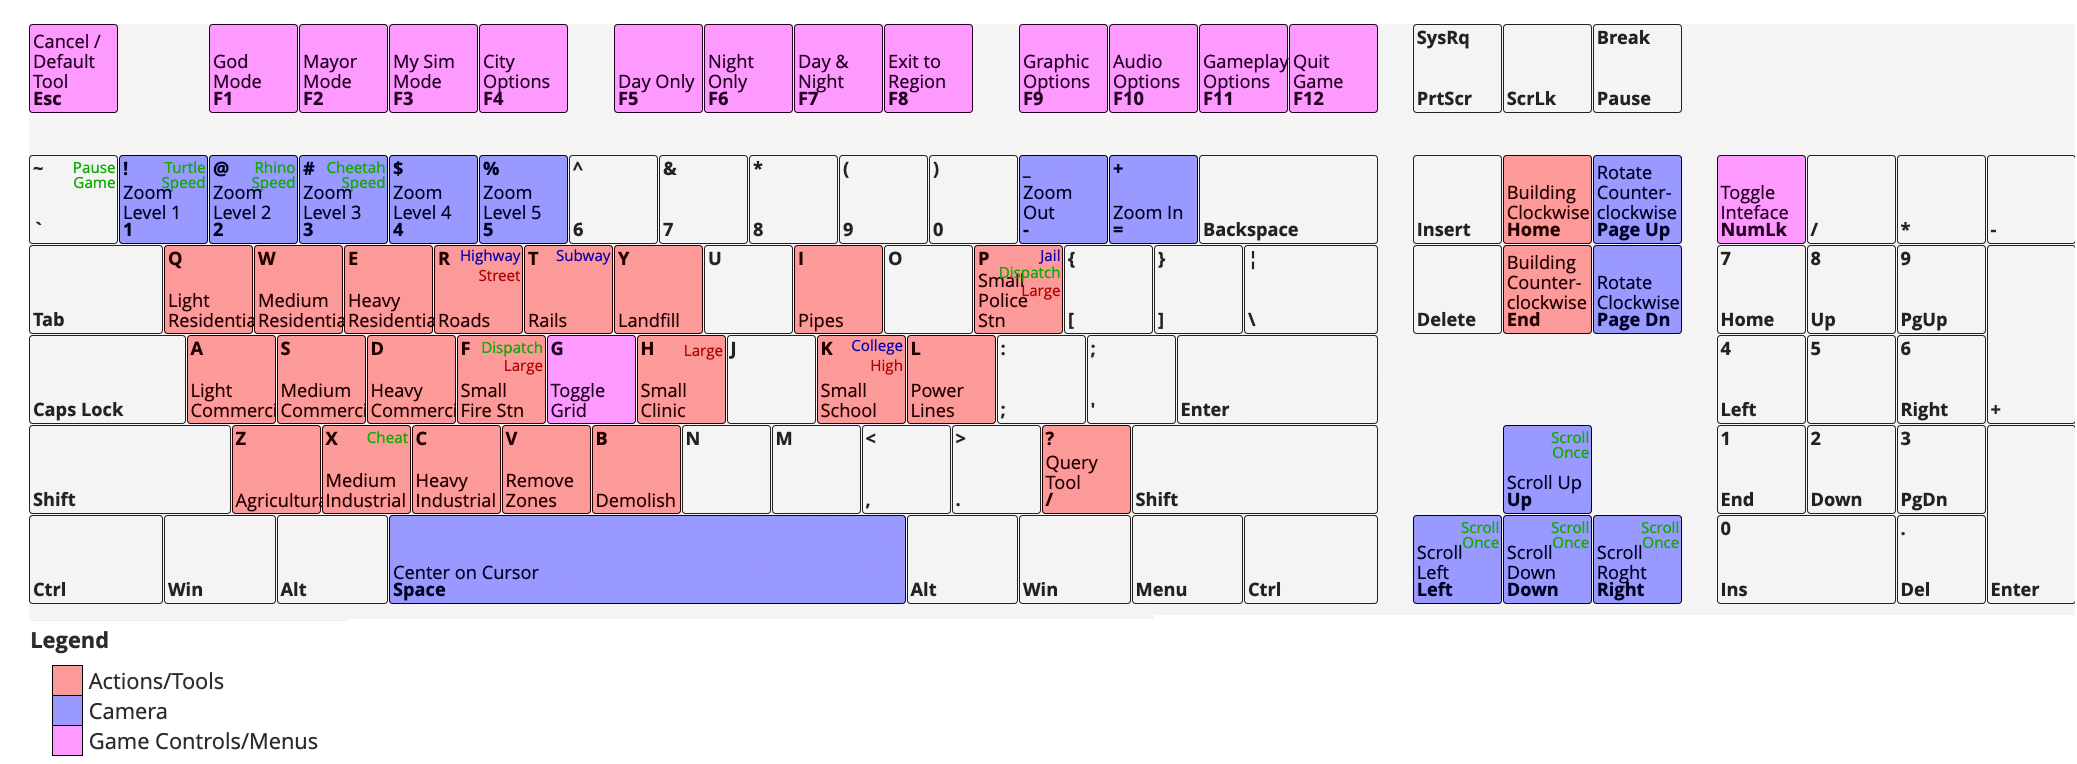 Cancel /
Default
Tool
Esc
God
Mode
F1
Mayor
Mode
F2
My Sim
Mode
F3
City
Options
F4
Day Only
F5
Night
Only
F6
Day &
Night
F7
Exit to
Region
F8
Graphic
Options
F9
Audio
Options
F10
Gameplay
Options
F11
Quit
Game
F12
SysRq
PrtScr
ScrLk
Break
Pause
~ Pause
Game
`
! Turtle
Speed
Zoom
Level 1
1
@ Rhino
Speed
Zoom
Level 2
2
# Cheetah
Speed
Zoom
Level 3
3
$
Zoom
Level 4
4
%
Zoom
Level 5
5
^
6
&
7
*
8
(
9
)
0
_
Zoom
Out
-
+
Zoom In
=
Backspace
Insert
Building
Clockwise
Home
Rotate
Counter-
clockwise
Page Up
Toggle
Inteface
NumLk
/
*
-
Tab
Q
Light
Residentia
W
Medium
Residentia
E
Heavy
Residentia
R Highway
Street
Roads
T Subway
Rails
Y
Landfill
U
I
Pipes
O
P Jail
Dispatch
Large
Small
Police
Stn
{
[
}
]
¦
\
Delete
Building
Counter-
clockwise
End
Rotate
Clockwise
Page Dn
7
Home
8
Up
9
PgUp
Caps Lock
A
Light
Commerci
S
Medium
Commerci
D
Heavy
Commerci
F Dispatch
Large
Small
Fire Stn
G
Toggle
Grid
H Large
Small
Clinic
J
K College
High
Small
School
L
Power
Lines
:
;
;
'
Enter
4
Left
5
6
Right
+
Shift
Z
Agricultura
X Cheat
Medium
Industrial
C
Heavy
Industrial
V
Remove
Zones
B
Demolish
N
M
<
,
>
.
?
Query
Tool
/
Shift
Scroll
Once
Scroll Up
Up
1
End
2
Down
3
PgDn
Ctrl
Win
Alt
Center on Cursor
Space
Alt
Win
Menu
Ctrl
Scroll
Once
Scroll
Left
Left
Scroll
Once
Scroll
Down
Down
Scroll
Once
Scroll
Roght
Right
0
Ins
.
Del
Enter
Legend
Actions/Tools
Camera
Game Controls/Menus